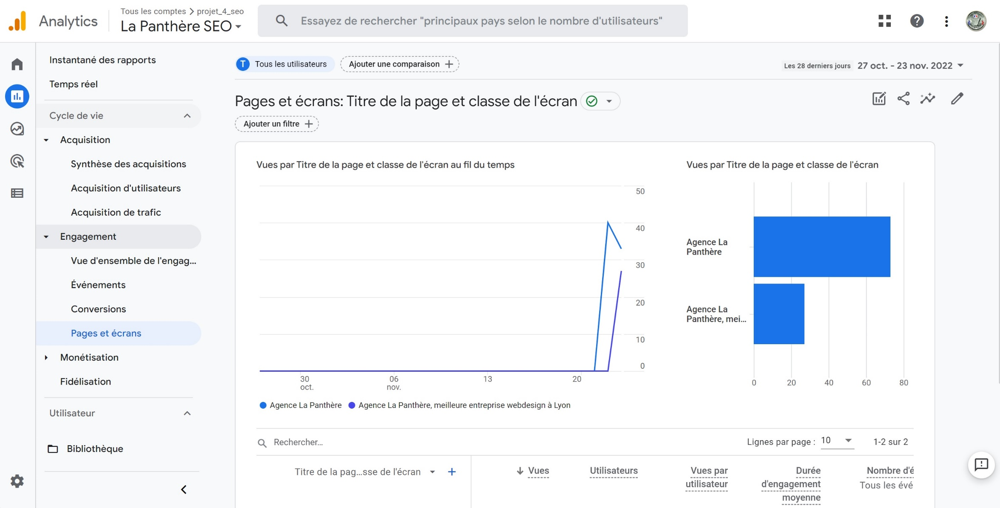 Analytics
Tous les comptes > projet_4_seo
La Panthère SEO
Essayez de rechercher "principaux pays selon le nombre d'utilisateurs"
Instantané des rapports
Temps réel
Cycle de vie
Acquisition
Synthèse des acquisitions
Acquisition d'utilisateurs
Acquisition de trafic
Engagement
Vue d'ensemble de l'engag...
Événements
Conversions
Pages et écrans
Monétisation
Fidélisation
Utilisateur
Bibliothèque
T Tous les utilisateurs
Ajouter une comparaison +
Les 28 derniers jours 27 oct. - 23 nov. 2022
Pages et écrans: Titre de la page et classe de l'écran
Ajouter un filtre +
Vues par Titre de la page et classe de l'écran au fil du temps
50
40
30
20
10
0
30 oct.
06 nov.
13
20
Agence La Panthère
Agence La Panthère, meilleure entreprise webdesign à Lyon
Vues par Titre de la page et classe de l'écran
Agence La
Panthère
Agence La
Panthère, mei...
0 20 40 60 80
Rechercher...
Lignes par page : 10
1-2 sur 2
Titre de la pag...sse de l'écran +
Vues
Utilisateurs
Vues par
utilisateur
Durée
d'engagement
moyenne
Nombre d'é
Tous les évé